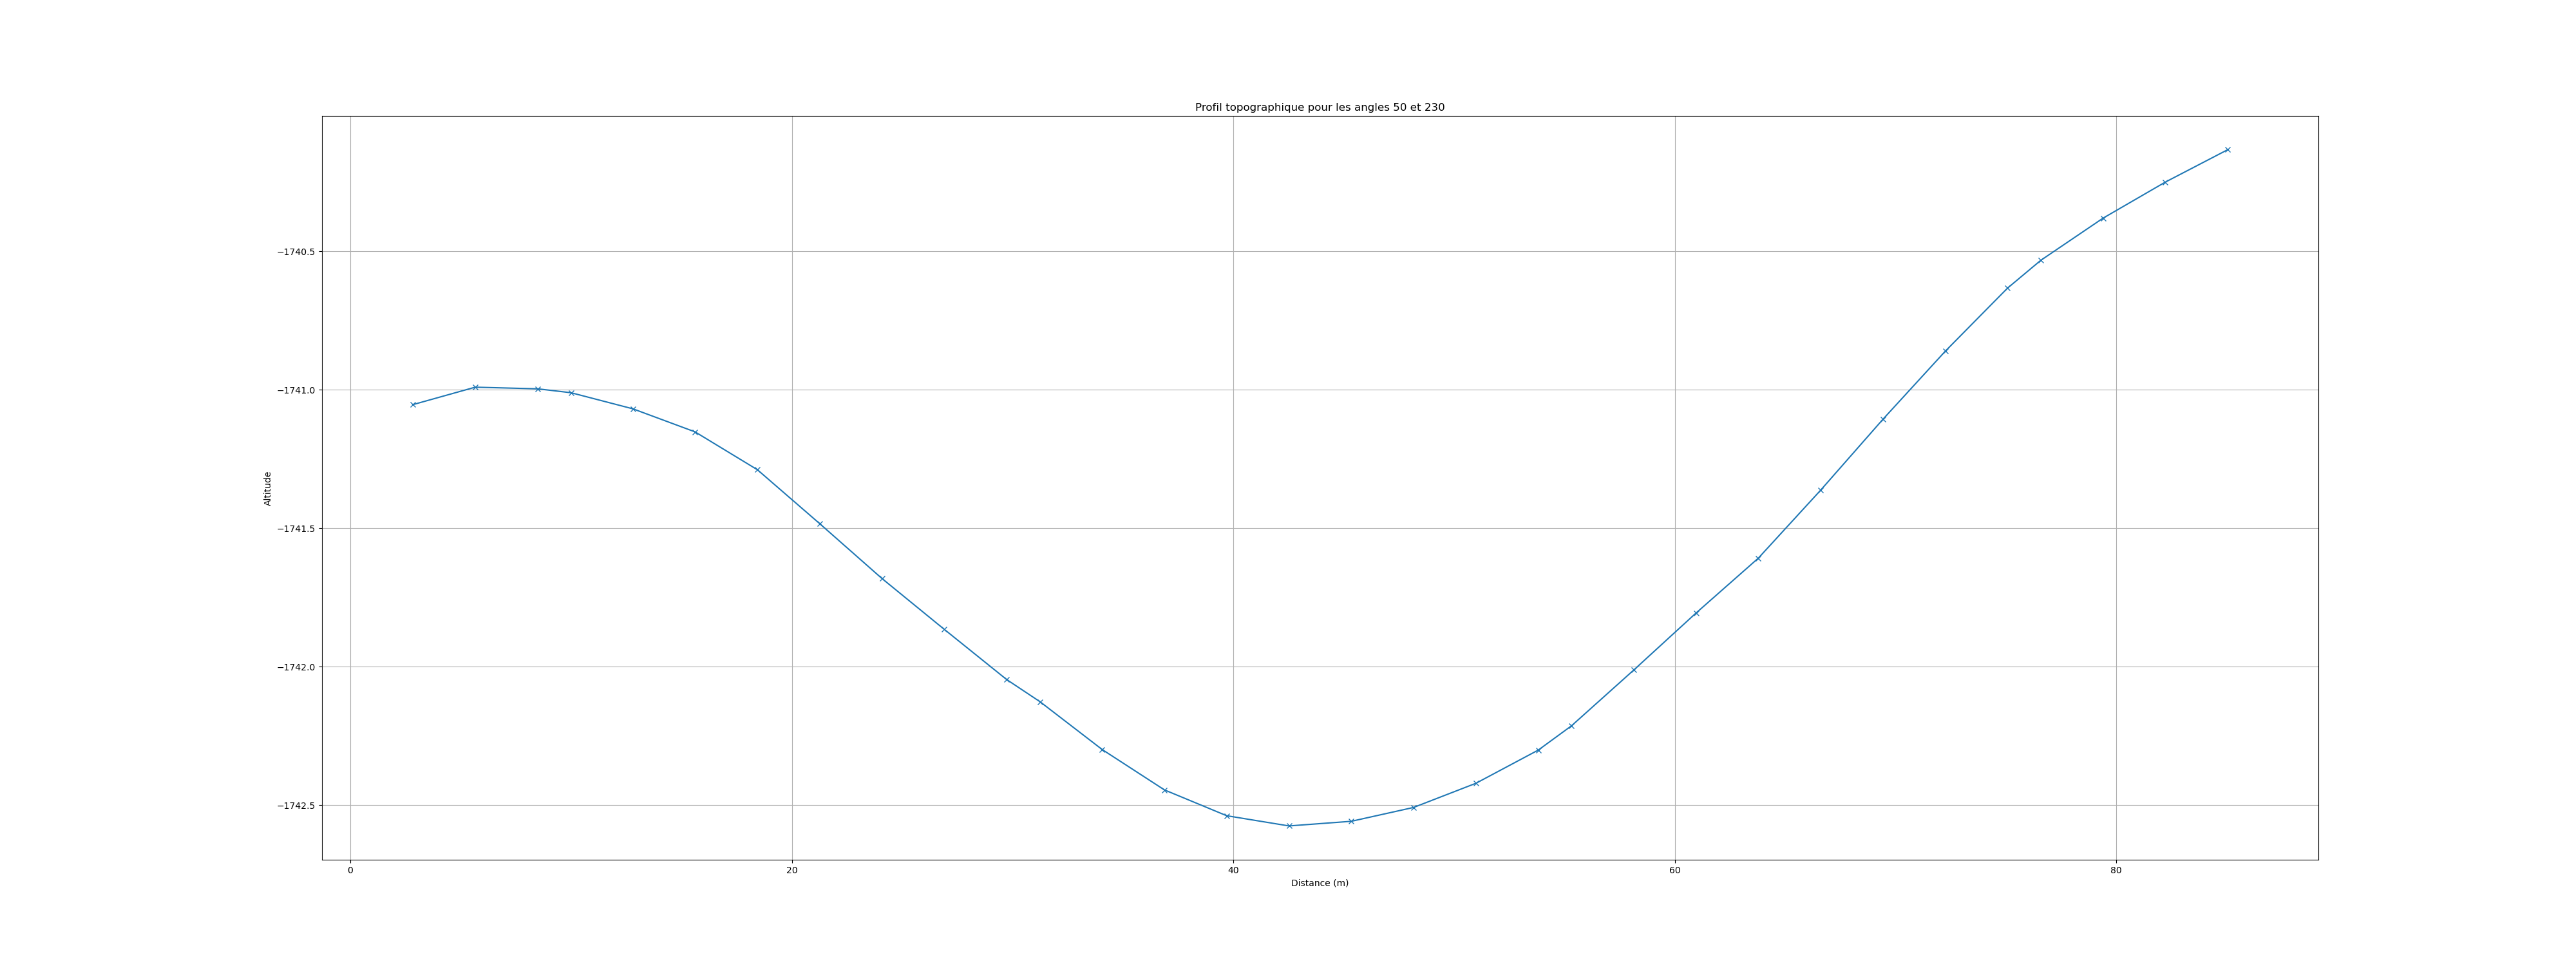 Profil topographique pour les angles 50 et 230
−1740.5
−1741.0
−1741.5
−1742.0
−1742.5
Altitude
0 20 40 60 80
Distance (m)